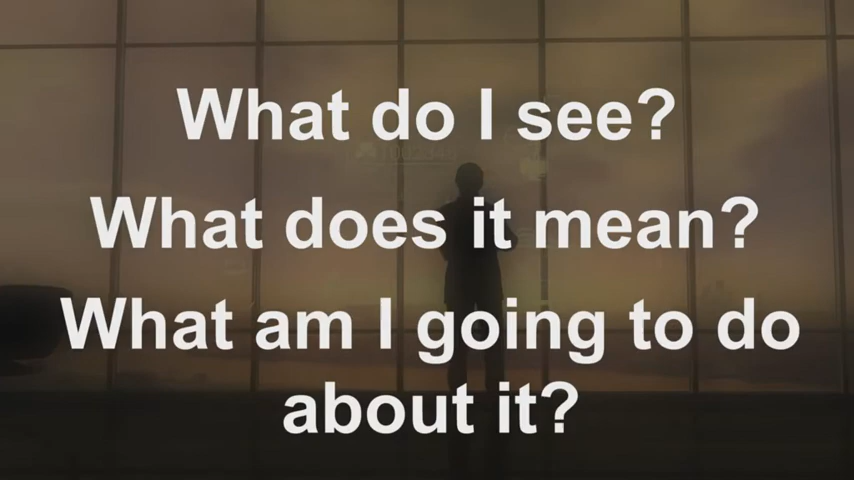 What do I see?
What does it mean?
What am I going to do
about it?